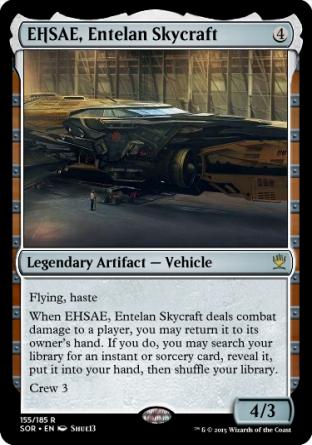 EHSAE, Entelan Skycraft 4
Legendary Artifact — Vehicle
Flying, haste
When EHSAE, Entelan Skycraft deals combat
damage to a player, you may return it to its
owner's hand. If you do, you may search your
library for an instant or sorcery card, reveal it,
put it into your hand, then shuffle your library.
Crew 3
4/3
155/185 R
SOR • EN Shue13 ™ & © 2015 Wizards of the Coast